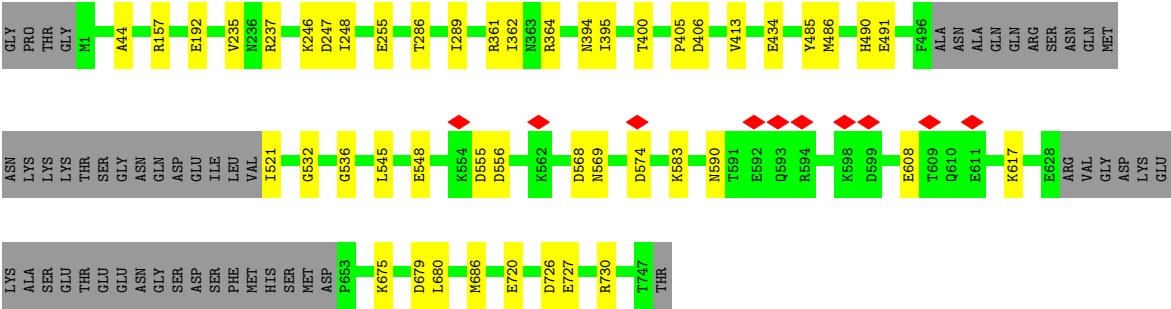 GLY PRO THR GLY M1 A44 R157 E192 V235 N236 R237 K246 D247 I248 E255 T286 I289 R361 I362 N363 R364 N394 I395 T400 P405 D406 V413 E434 Y485 M486 H490 E491 F496 ALA ASN ALA GLN GLN ARG SER ASN GLN MET
ASN LYS LYS LYS THR SER GLY ASN GLN ASP GLU ILE LEU VAL I521 G532 G536 L545 E548 K554 D555 D556 K562 D568 N569 D574 K583 N590 T591 E592 Q593 R594 K598 D599 E608 T609 Q610 E611 K617 E628 ARG VAL GLY ASP LYS GLU
LYS ALA SER GLU THR GLU GLU ASN GLY SER ASP SER PHE MET HIS SER MET ASP P653 K675 D679 L680 M686 E720 D726 E727 R730 T747 THR